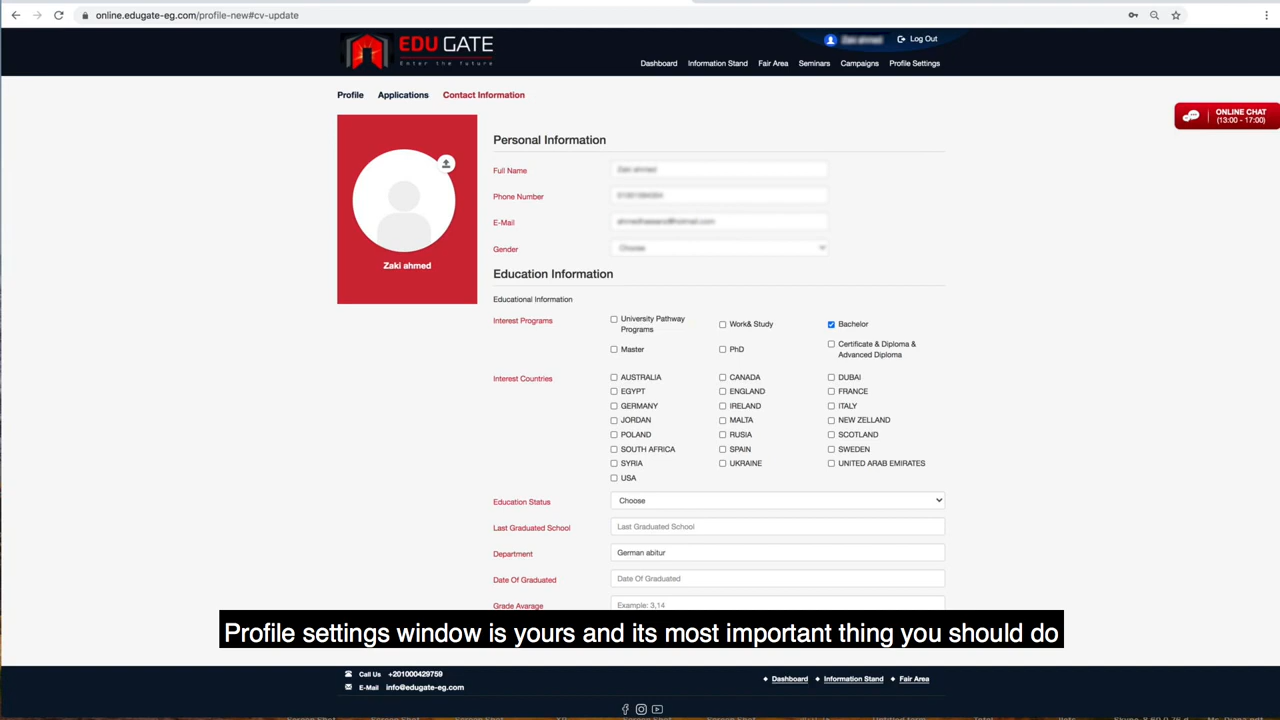 online.edugate-eg.com/profile-new#cv-update
EDU GATE
Enter the future
Log Out
Dashboard Information Stand Fair Area Seminars Campaigns Profile Settings
Profile Applications Contact Information
ONLINE CHAT
(13:00 - 17:00)
Zaki ahmed
Personal Information
Full Name Zaki ahmed
Phone Number
E-Mail
Gender Choose
Education Information
Educational Information
Interest Programs
University Pathway Programs
Work& Study
Bachelor
Master
PhD
Certificate & Diploma & Advanced Diploma
Interest Countries
AUSTRALIA CANADA DUBAI
EGYPT ENGLAND FRANCE
GERMANY IRELAND ITALY
JORDAN MALTA NEW ZELLAND
POLAND RUSIA SCOTLAND
SOUTH AFRICA SPAIN SWEDEN
SYRIA UKRAINE UNITED ARAB EMIRATES
USA
Education Status Choose
Last Graduated School Last Graduated School
Department German abitur
Date Of Graduated Date Of Graduated
Grade Avarage Example: 3,14
Profile settings window is yours and its most important thing you should do
Call Us +201000429759
E-Mail info@edugate-eg.com
Dashboard Information Stand Fair Area